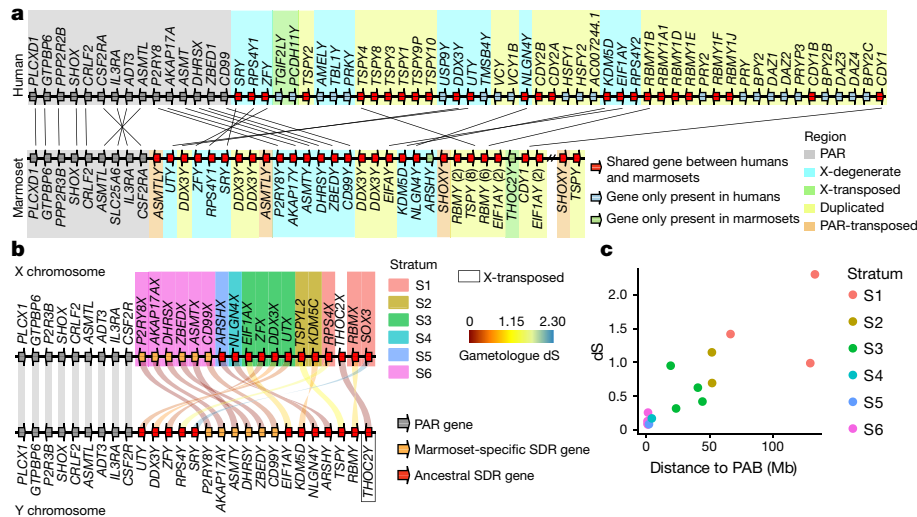 a
Human
PLCXD1 GTPBP6 PPP2R2B SHOX CRLF2 CSF2RA IL3RA ADT3 ASMTL P2RY8 AKAP17A ASMT DHRSX ZBED1 CD99 SRY RPS4Y1 ZFY TGIF2LY PCDH11Y TSPY2 AMELY TBL1Y PRKY TSPY4 TSPY8 TSPY3 TSPY1 TSPY9P TSPY10 USP9Y DDX3Y UTY TMSB4Y VCY VCY1B NLGN4Y CDY2B CDY2A HSFY1 HSFY2 AC007244.1 KDM5D EIF1AY RPS4Y2 RBMY1B RBMY1A1 RBMY1D RBMY1E PRY2 RBMY1F RBMY1J PRY BPY2 DAZ1 DAZ2 PRYP3 CDY1B BPY2B DAZ3 DAZ4 BPY2C CDY1
Marmoset
PLCXD1 GTPBP6 PPP2R3B SHOX CRLF2 ASMTL SLC25A6 IL3RA CSF2RA ASMTLY UTY DDX3Y ZF1 RPS4Y1 SRY DDX3Y DDX3Y ASMTLY P2RY8Y AKAP17Y ASMTY DHRSY ZBEDY CD99Y DDX3Y EIFAY KDM5D NLGN4Y ARSHY SHOXY RBMY (2) TSPY (8) RBMY (6) EIF1AY (2) THOC2Y CDY1 EIF1AY (2) SHOXY TSPY
Shared gene between humans
and marmosets
Gene only present in humans
Gene only present in marmosets
Region
PAR
X-degenerate
X-transposed
Duplicated
PAR-transposed
b
X chromosome
PLCX1 GTPBP6 P2R3B SHOX CRLF2 ASMTL ADT3 IL3RA CSF2R P2RY8X AKAP17AX DHRSX ZBEDX ASMTX CD99X ARSHX NLGN4X EIF1AX ZFX DDX3X UTX TSPYL2 KDM5C RPS4X THOC2X RBMX SOX3
PLCX1 GTPBP6 P2R3B SHOX CRLF2 ASMTL ADT3 IL3RA CSF2R UTY DDX3Y ZFY RPS4Y SRY P2RY8Y AKAP17AY ASMTY DHRSY ZBEDY CD99Y EIF1AY KDM5D NLGN4Y ARSHY TSPY RBMY THOC2Y
Y chromosome
Stratum
S1
S2
S3
S4
S5
S6
X-transposed
0 1.15 2.30
Gametologue dS
PAR gene
Marmoset-specific SDR gene
Ancestral SDR gene
c
dS
2.0
1.5
1.0
0.5
0
0 50 100
Distance to PAB (Mb)
Stratum
S1
S2
S3
S4
S5
S6